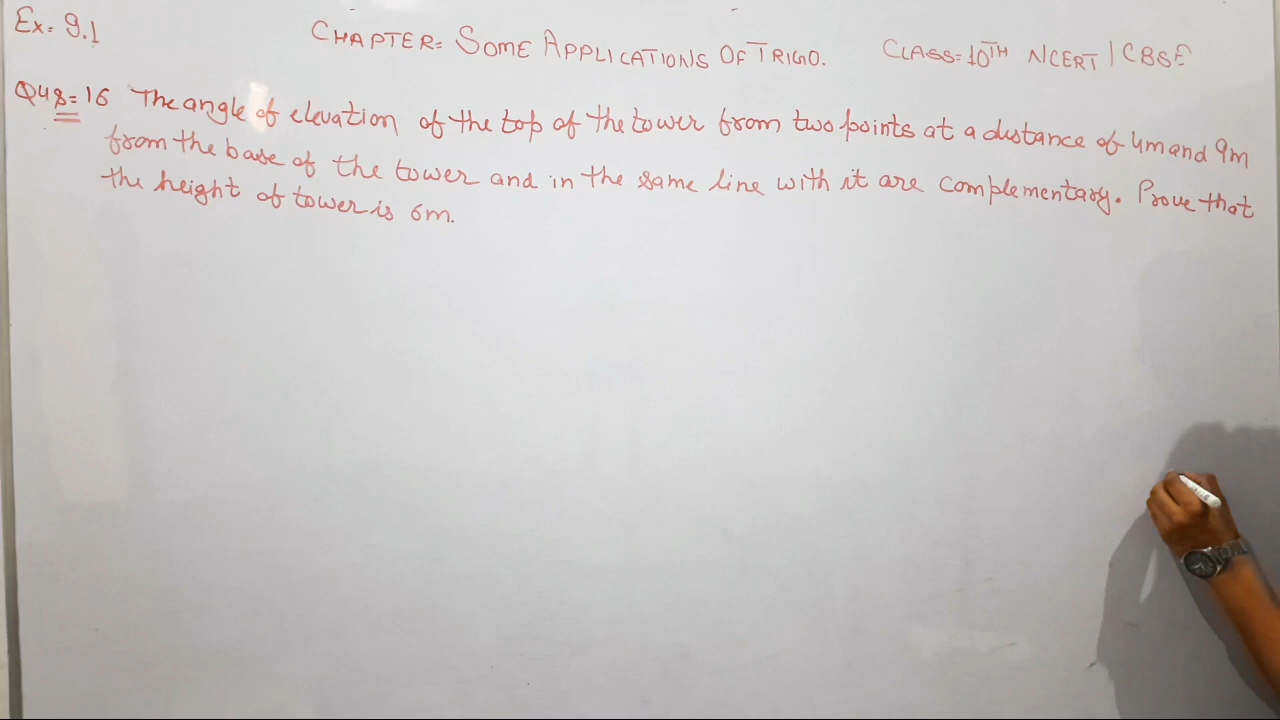 Ex= 9.1
CHAPTER= SOME APPLICATIONS OF TRIGO. CLASS=10TH NCERT | CBSE
Qus=16 The angle of elevation of the top of the tower from two points at a distance of 4m and 9m
from the base of the tower and in the same line with it are complementary. Prove that
the height of tower is 6m.